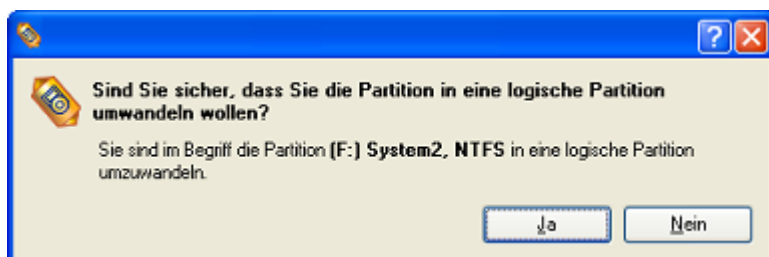 Sind Sie sicher, dass Sie die Partition in eine logische Partition
umwandeln wollen?
Sie sind im Begriff die Partition (F:) System2, NTFS in eine logische Partition
umzuwandeln.
Ja Nein